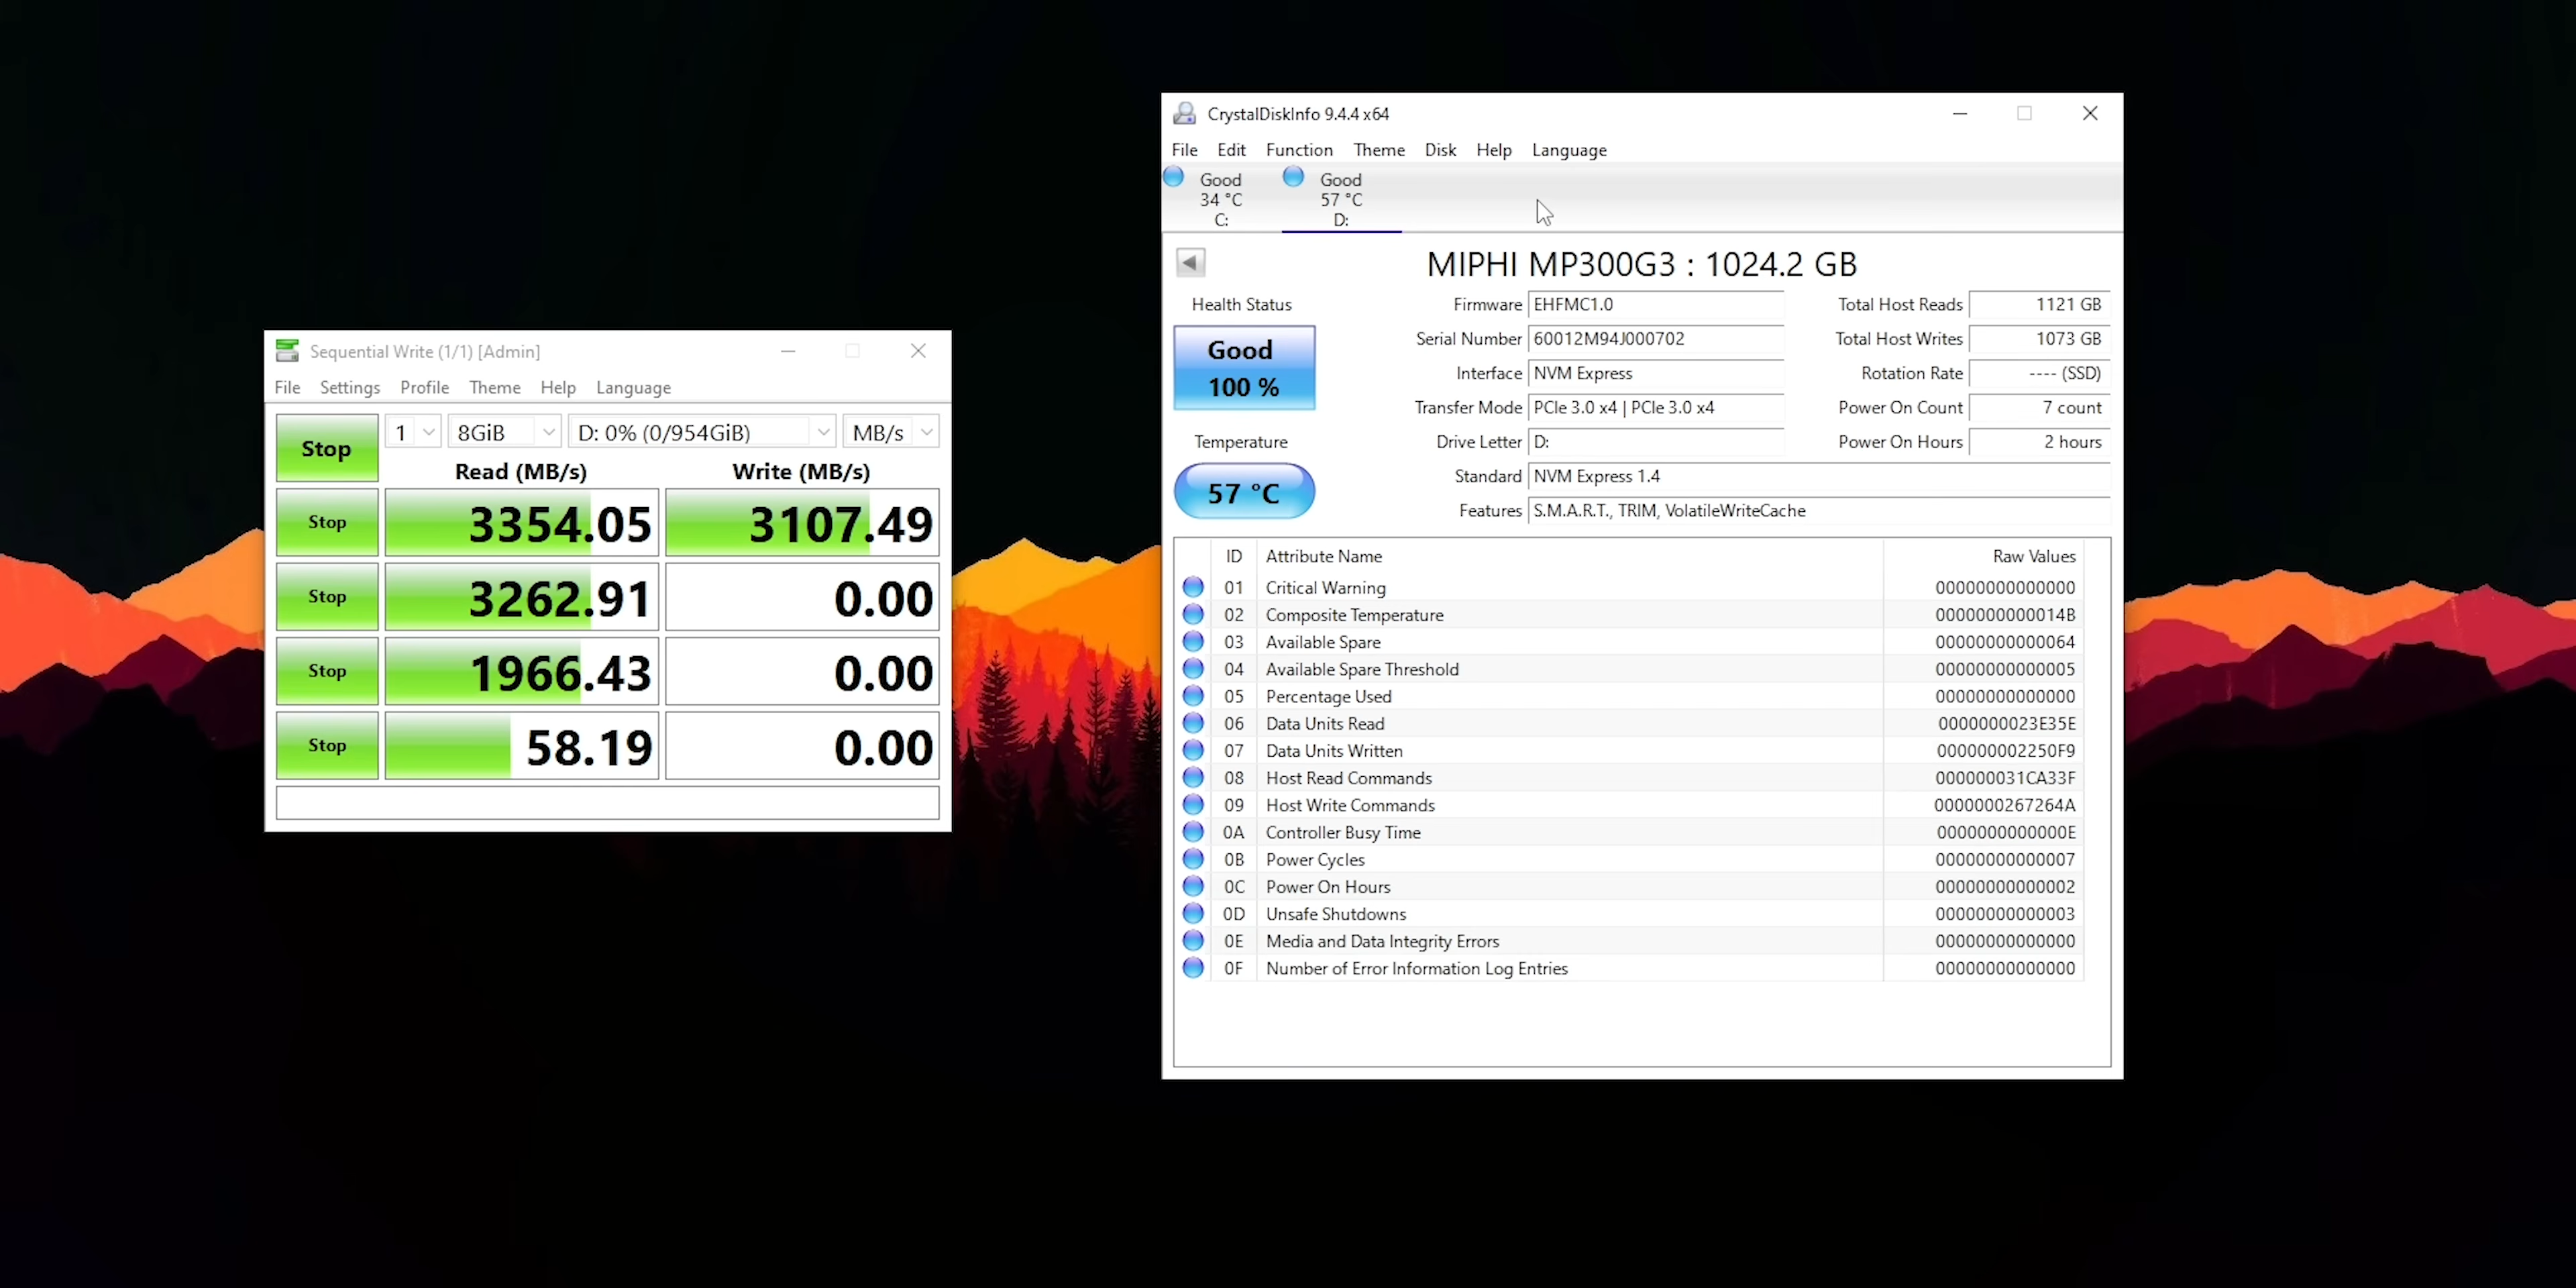 Sequential Write (1/1) [Admin]
File Settings Profile Theme Help Language
Stop 1 8GiB D: 0% (0/954GiB) MB/s
Read (MB/s) Write (MB/s)
Stop 3354.05 3107.49
Stop 3262.91 0.00
Stop 1966.43 0.00
Stop 58.19 0.00
CrystalDiskInfo 9.4.4 x64
File Edit Function Theme Disk Help Language
Good Good
34 °C 57 °C
C: D:
MIPHI MP300G3 : 1024.2 GB
Health Status
Good
100 %
Temperature
57 °C
Firmware EHFMC1.0 Total Host Reads 1121 GB
Serial Number 60012M94J000702 Total Host Writes 1073 GB
Interface NVM Express Rotation Rate ---- (SSD)
Transfer Mode PCIe 3.0 x4 | PCIe 3.0 x4 Power On Count 7 count
Drive Letter D: Power On Hours 2 hours
Standard NVM Express 1.4
Features S.M.A.R.T., TRIM, VolatileWriteCache
ID Attribute Name Raw Values
01 Critical Warning 00000000000000
02 Composite Temperature 0000000000014B
03 Available Spare 00000000000064
04 Available Spare Threshold 00000000000005
05 Percentage Used 00000000000000
06 Data Units Read 0000000023E35E
07 Data Units Written 000000002250F9
08 Host Read Commands 000000031CA33F
09 Host Write Commands 0000000267264A
0A Controller Busy Time 0000000000000E
0B Power Cycles 00000000000007
0C Power On Hours 00000000000002
0D Unsafe Shutdowns 00000000000003
0E Media and Data Integrity Errors 00000000000000
0F Number of Error Information Log Entries 00000000000000